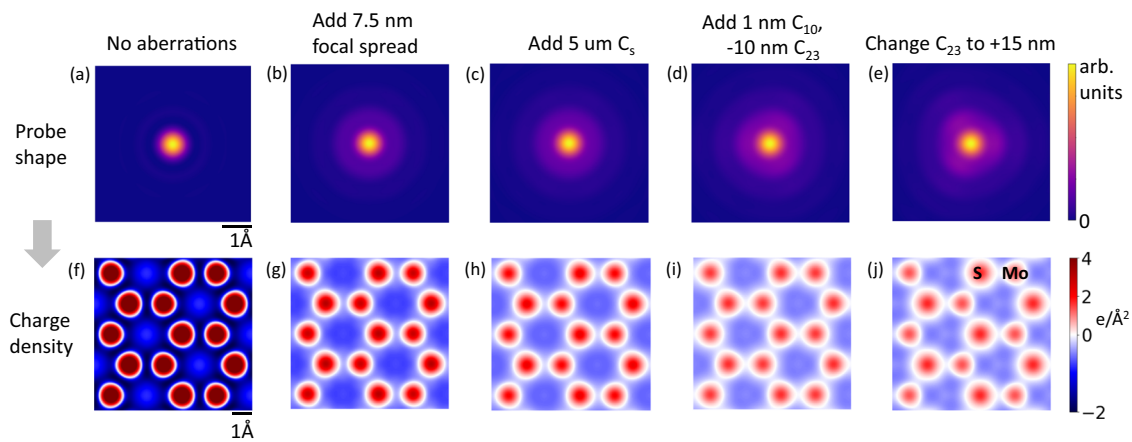 No aberrations
Add 7.5 nm
focal spread
Add 5 um Cₛ
Add 1 nm C₁₀,
-10 nm C₂₃
Change C₂₃ to +15 nm
(a)
(b)
(c)
(d)
(e)
arb.
units
0
Probe
shape
1Å
(f)
(g)
(h)
(i)
(j)
S
Mo
4
2
0
−2
e/Å²
Charge
density
1Å